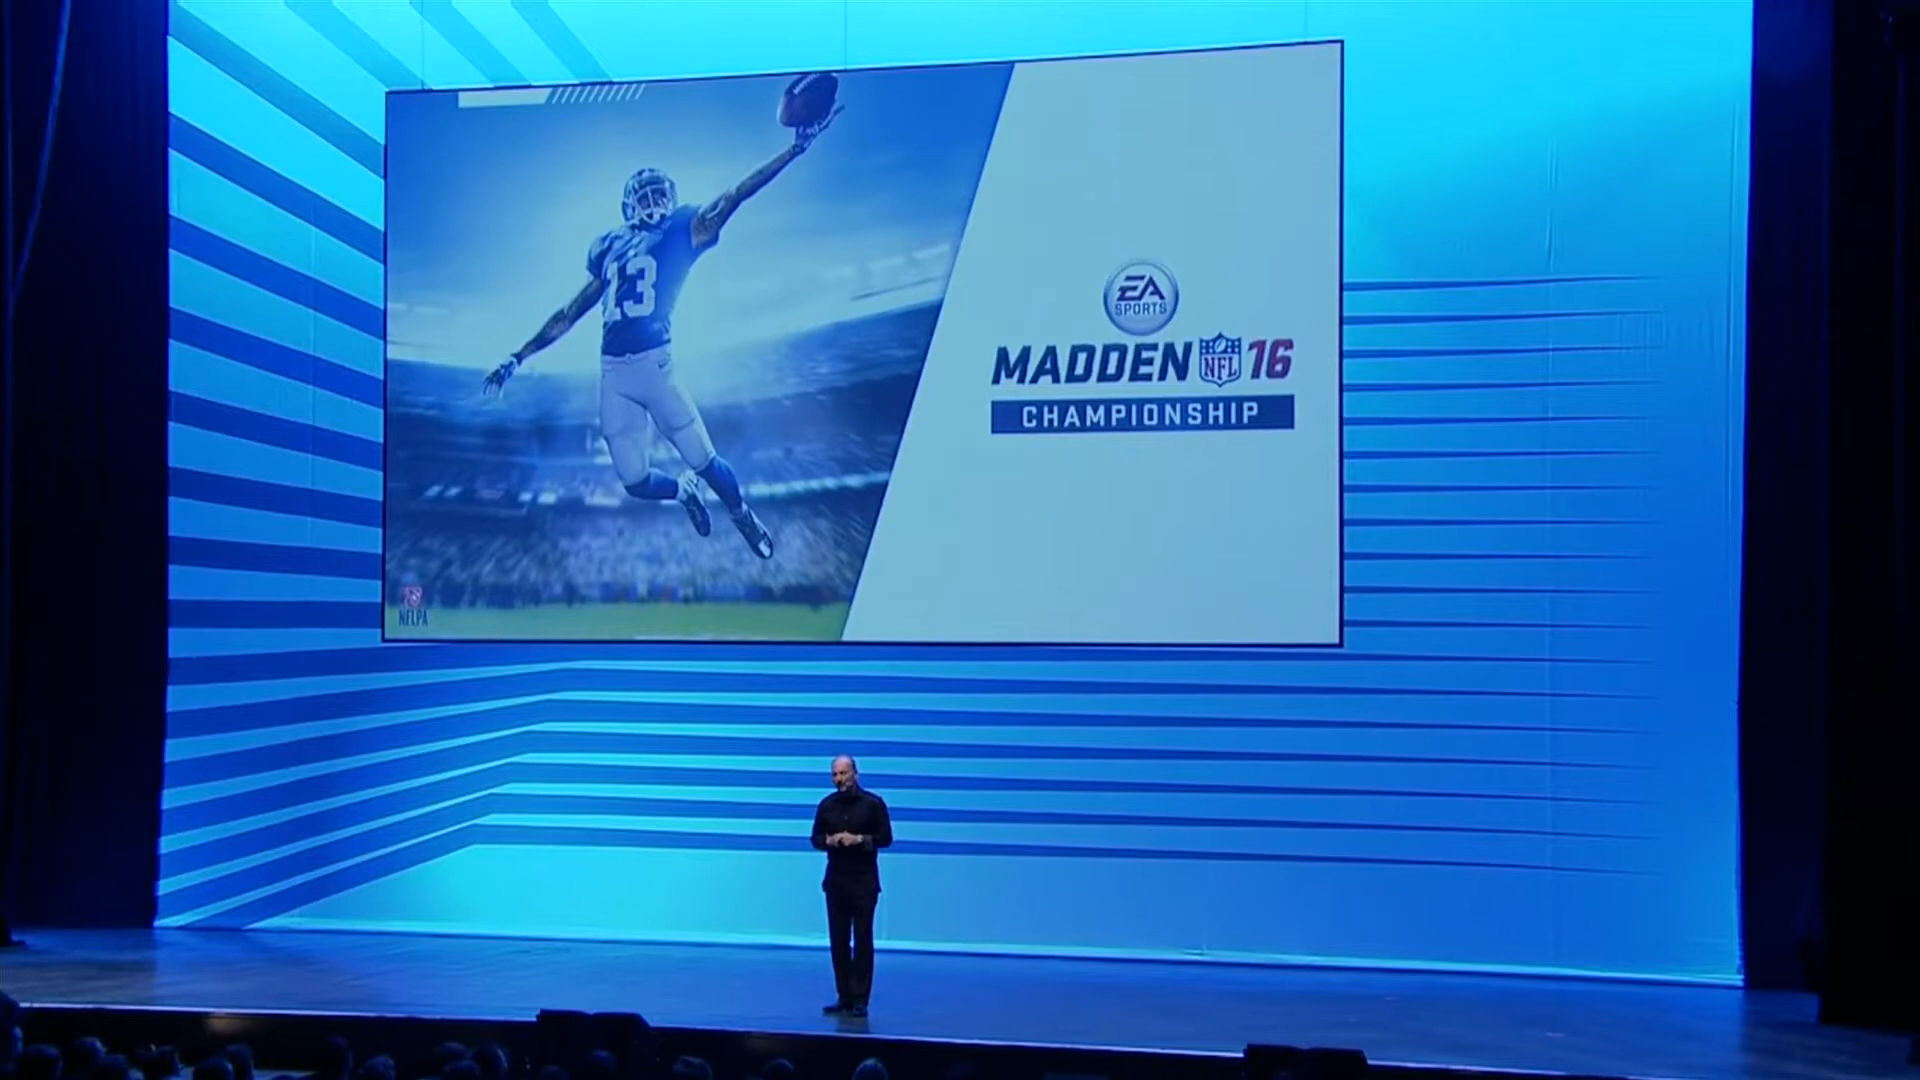 13
EA
SPORTS
MADDEN NFL 16
CHAMPIONSHIP
NFLPA